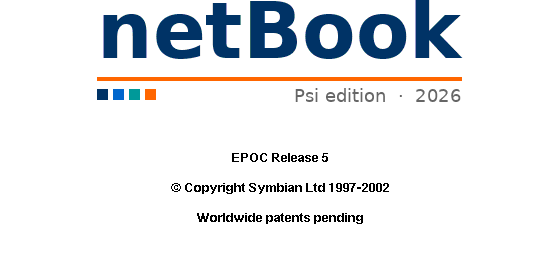 netBook
Psi edition · 2026
EPOC Release 5
© Copyright Symbian Ltd 1997-2002
Worldwide patents pending